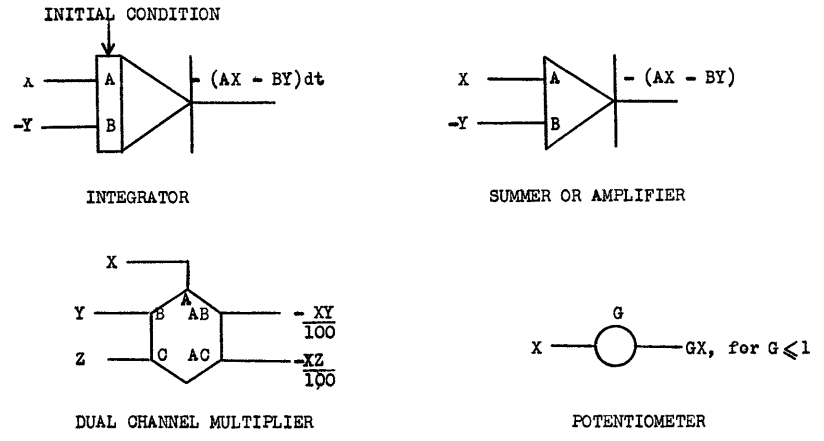 INITIAL CONDITION
X
A
- (AX - BY)dt
-Y
B
INTEGRATOR
X
A
- (AX - BY)
-Y
B
SUMMER OR AMPLIFIER
X
A
Y
B
AB
- XY
100
Z
C
AC
-XZ
100
DUAL CHANNEL MULTIPLIER
G
X
GX, for G ⩽ 1
POTENTIOMETER